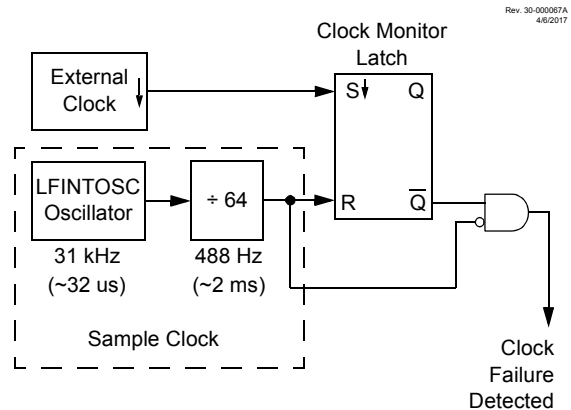 Rev. 30-000067A
4/6/2017
Clock Monitor
Latch
External
Clock
S
Q
LFINTOSC
Oscillator
÷ 64
R
Q̅
31 kHz
(~32 us)
488 Hz
(~2 ms)
Sample Clock
Clock
Failure
Detected